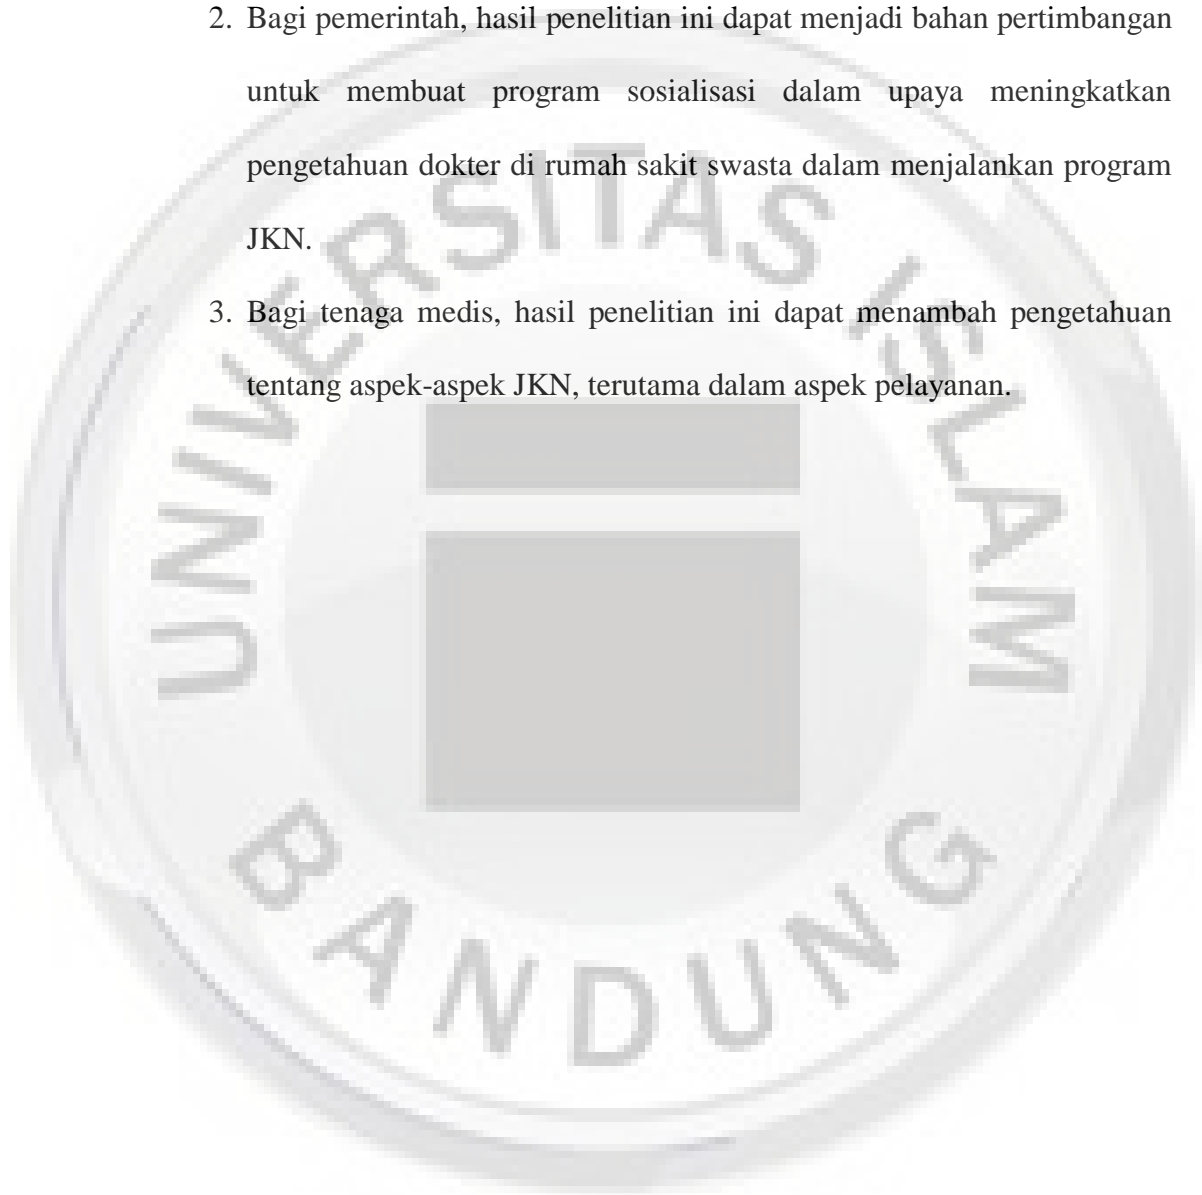 2. Bagi pemerintah, hasil penelitian ini dapat menjadi bahan pertimbangan
untuk membuat program sosialisasi dalam upaya meningkatkan
pengetahuan dokter di rumah sakit swasta dalam menjalankan program
JKN.
3. Bagi tenaga medis, hasil penelitian ini dapat menambah pengetahuan
tentang aspek-aspek JKN, terutama dalam aspek pelayanan.
UNIVERSITAS ISLAM
BANDUNG